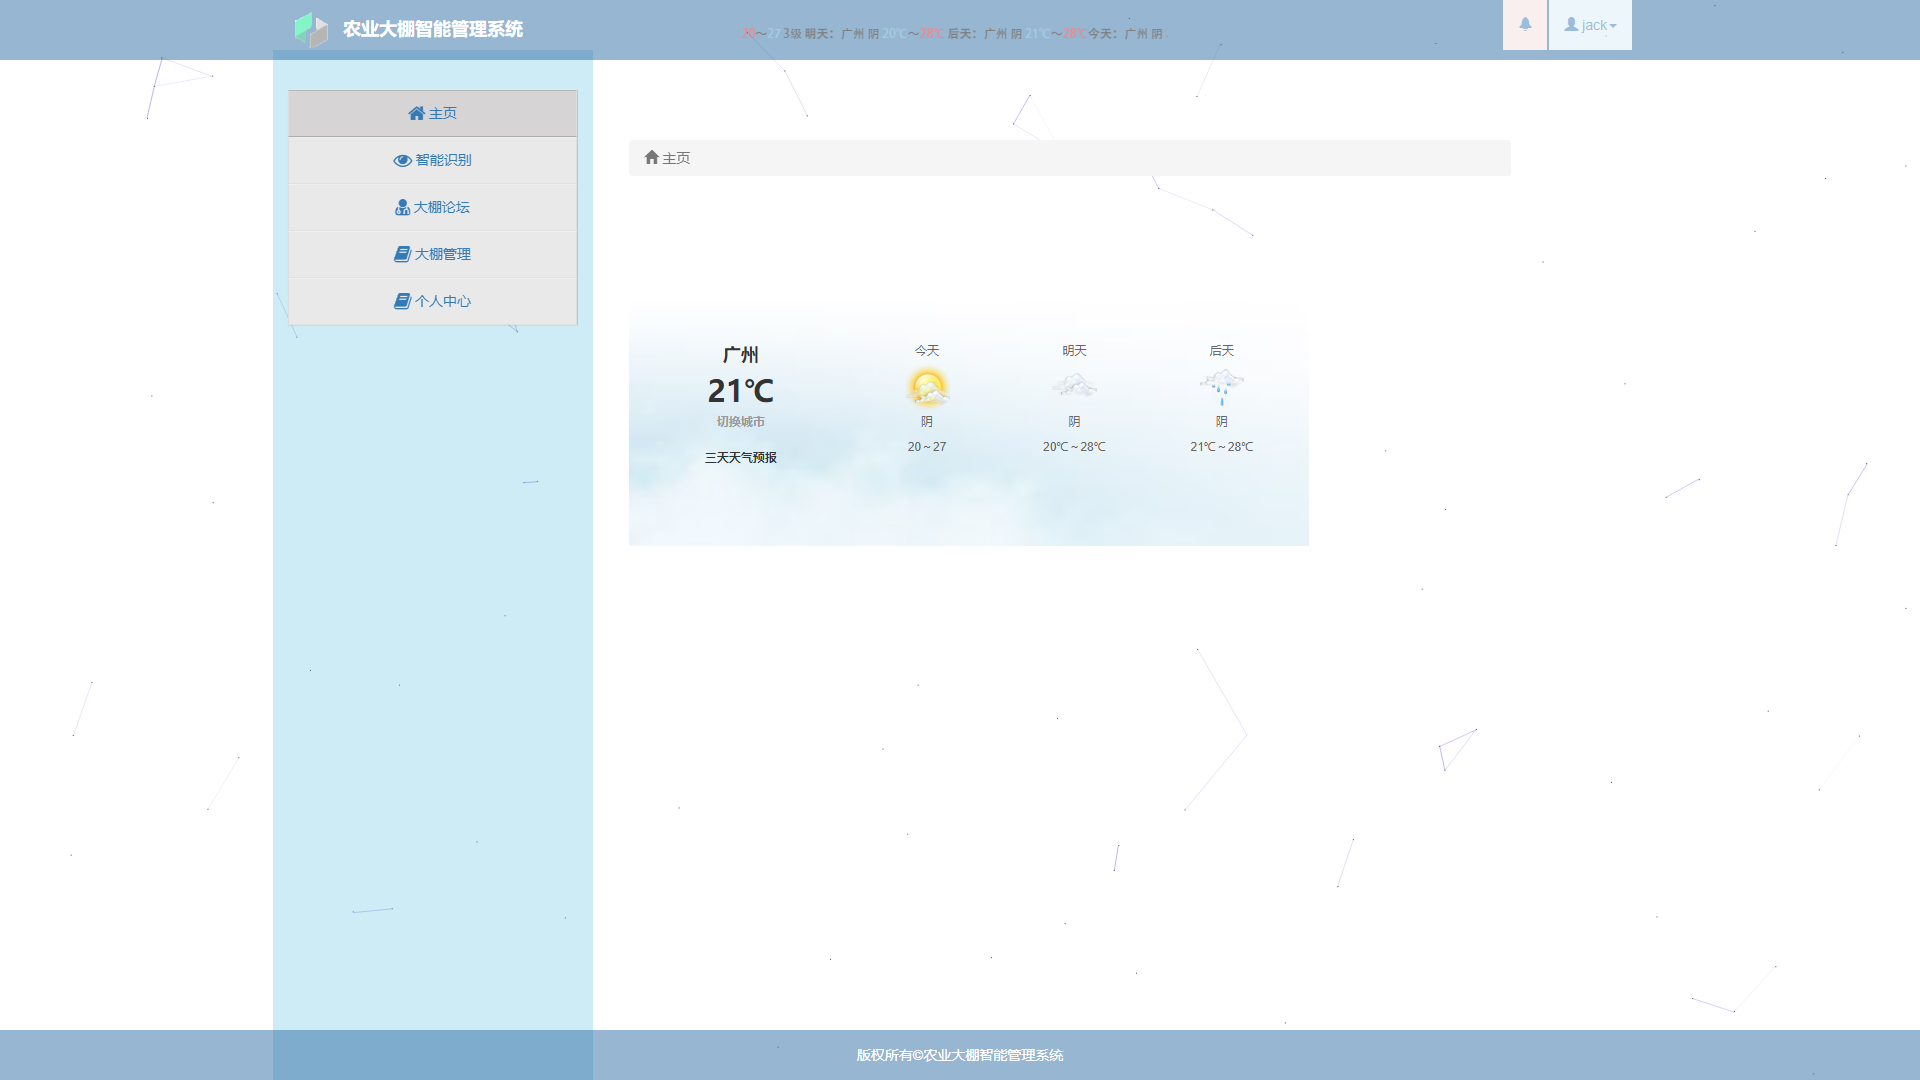 农业大棚智能管理系统
20～27 3级 明天：广州 阴 20℃～28℃ 后天：广州 阴 21℃～28℃ 今天：广州 阴
jack
主页
智能识别
大棚论坛
大棚管理
个人中心
主页
广州
21℃
切换城市
三天天气预报
今天
阴
20～27
明天
阴
20℃～28℃
后天
阴
21℃～28℃
版权所有©农业大棚智能管理系统